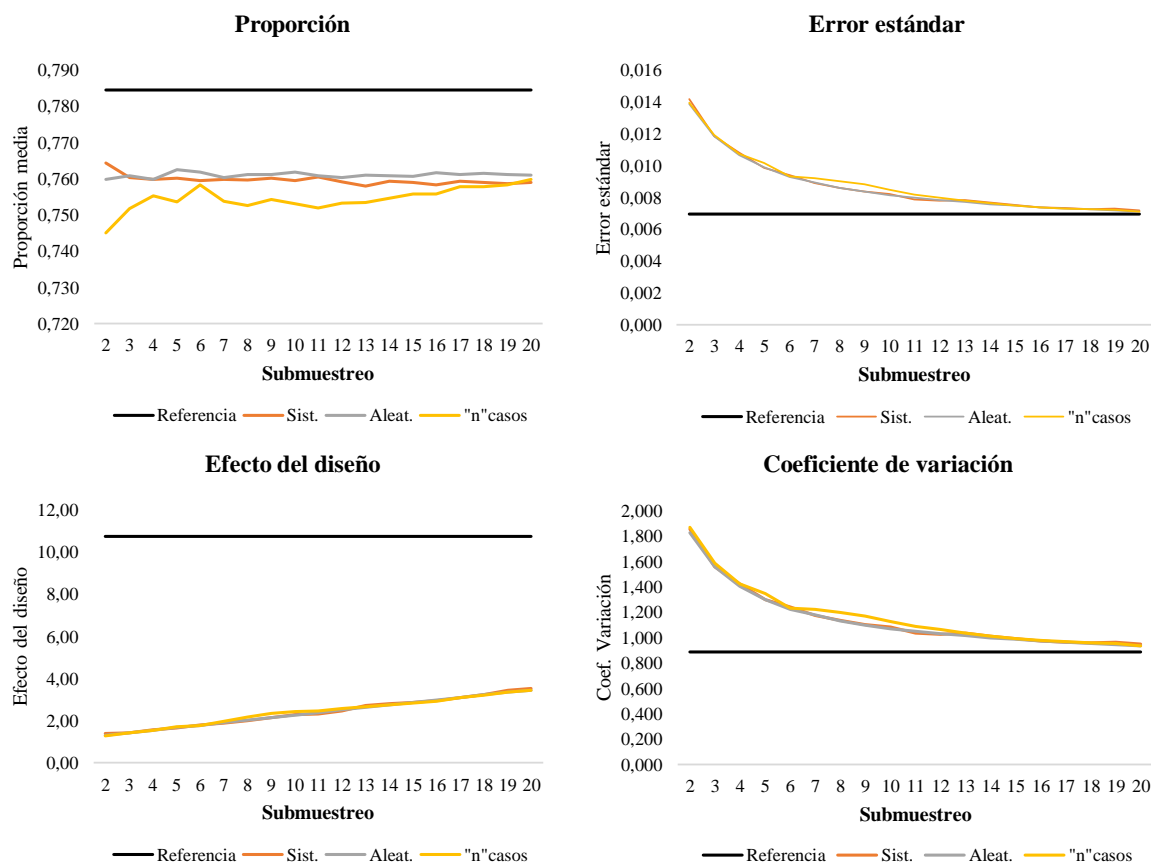 Proporción
0,790
0,780
0,770
0,760
0,750
0,740
0,730
0,720
Proporción media
2 3 4 5 6 7 8 9 10 11 12 13 14 15 16 17 18 19 20
Submuestreo
Referencia Sist. Aleat. "n"casos
Error estándar
0,016
0,014
0,012
0,010
0,008
0,006
0,004
0,002
0,000
Error estándar
2 3 4 5 6 7 8 9 10 11 12 13 14 15 16 17 18 19 20
Submuestreo
Referencia Sist. Aleat. "n"casos
Efecto del diseño
12,00
10,00
8,00
6,00
4,00
2,00
0,00
Efecto del diseño
2 3 4 5 6 7 8 9 10 11 12 13 14 15 16 17 18 19 20
Submuestreo
Referencia Sist. Aleat. "n"casos
Coeficiente de variación
2,000
1,800
1,600
1,400
1,200
1,000
0,800
0,600
0,400
0,200
0,000
Coef. Variación
2 3 4 5 6 7 8 9 10 11 12 13 14 15 16 17 18 19 20
Submuestreo
Referencia Sist. Aleat. "n"casos